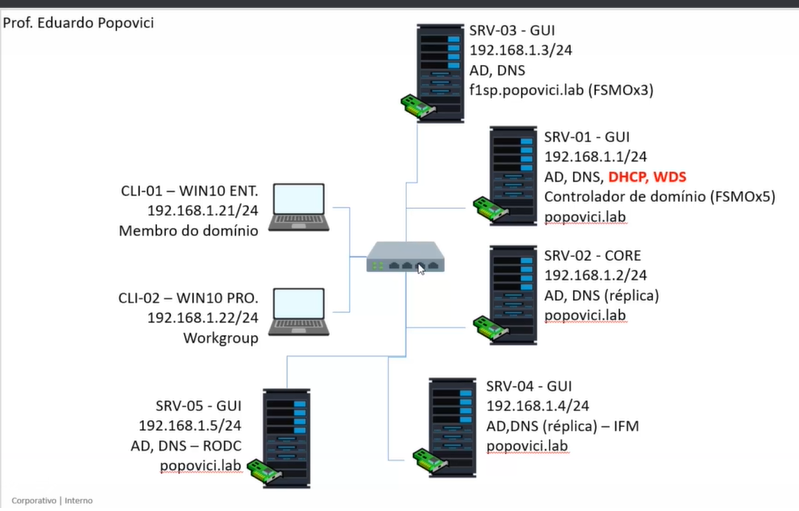 Prof. Eduardo Popovici
SRV-03 - GUI
192.168.1.3/24
AD, DNS
f1sp.popovici.lab (FSMOx3)
SRV-01 - GUI
192.168.1.1/24
AD, DNS, DHCP, WDS
Controlador de domínio (FSMOx5)
popovici.lab
CLI-01 – WIN10 ENT.
192.168.1.21/24
Membro do domínio
SRV-02 - CORE
192.168.1.2/24
AD, DNS (réplica)
popovici.lab
CLI-02 – WIN10 PRO.
192.168.1.22/24
Workgroup
SRV-05 - GUI
192.168.1.5/24
AD, DNS – RODC
popovici.lab
SRV-04 - GUI
192.168.1.4/24
AD,DNS (réplica) – IFM
popovici.lab
Corporativo | Interno